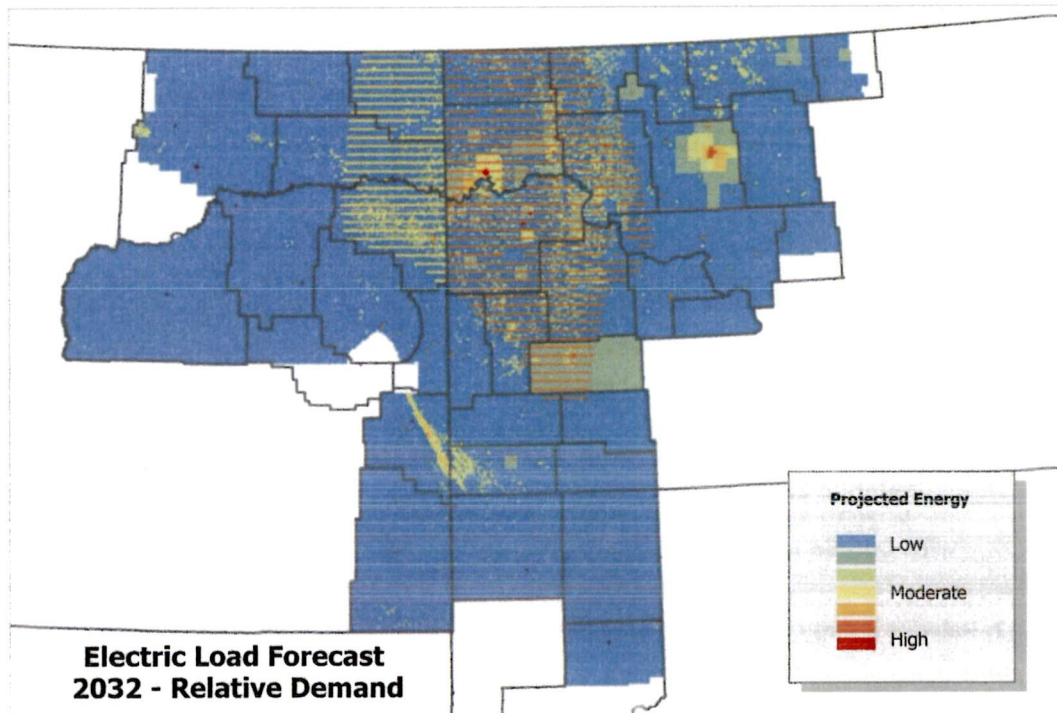 Projected Energy
Low
Moderate
High
Electric Load Forecast
2032 - Relative Demand